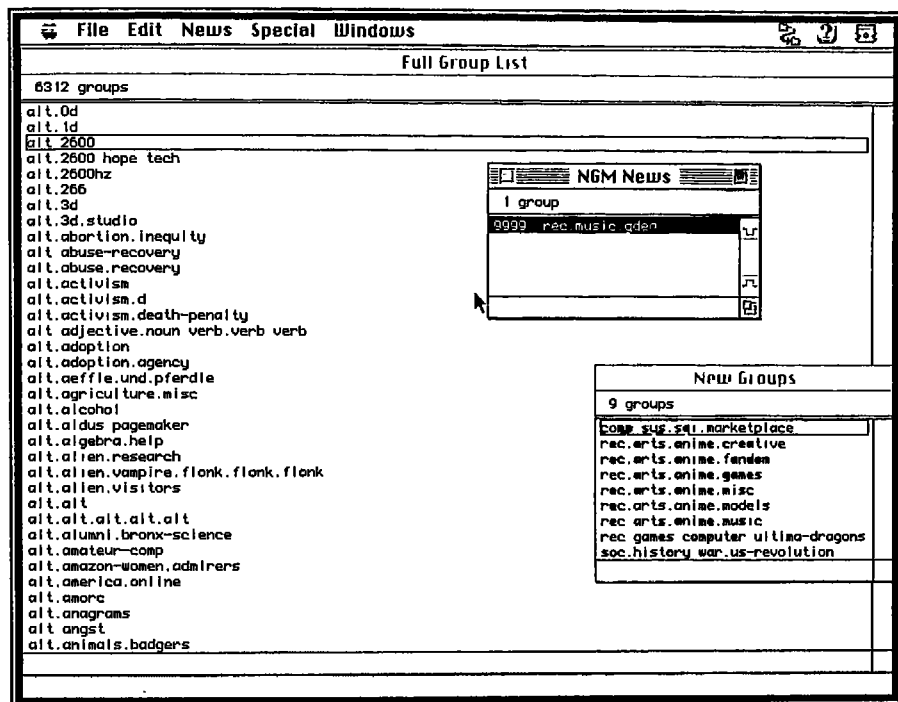 File Edit News Special Windows
Full Group List
6312 groups
alt.0d
alt.1d
alt 2600
alt.2600 hope tech
alt.2600hz
alt.266
alt.3d
alt.3d.studio
alt.abortion.inequity
alt abuse-recovery
alt.abuse.recovery
alt.activism
alt.activism.d
alt.activism.death-penalty
alt adjective.noun verb.verb verb
alt.adoption
alt.adoption.agency
alt.aeffle.und.pferdle
alt.agriculture.misc
alt.alcohol
alt.aldus pagemaker
alt.algebra.help
alt.alien.research
alt.alien.vampire.flonk.flonk.flonk
alt.alien.visitors
alt.alt
alt.alt.alt.alt.alt
alt.alumni.bronx-science
alt.amateur-comp
alt.amazon-women.admirers
alt.america.online
alt.amorc
alt.anagrams
alt angst
alt.animals.badgers
NGM News
1 group
9999 rec.music.gden
New Groups
9 groups
comp sys.sgi.marketplace
rec.arts.anime.creative
rec.arts.anime.fandom
rec.arts.anime.games
rec.arts.anime.misc
rec.arts.anime.models
rec arts.anime.music
rec games computer ultima-dragons
soc.history war.us-revolution